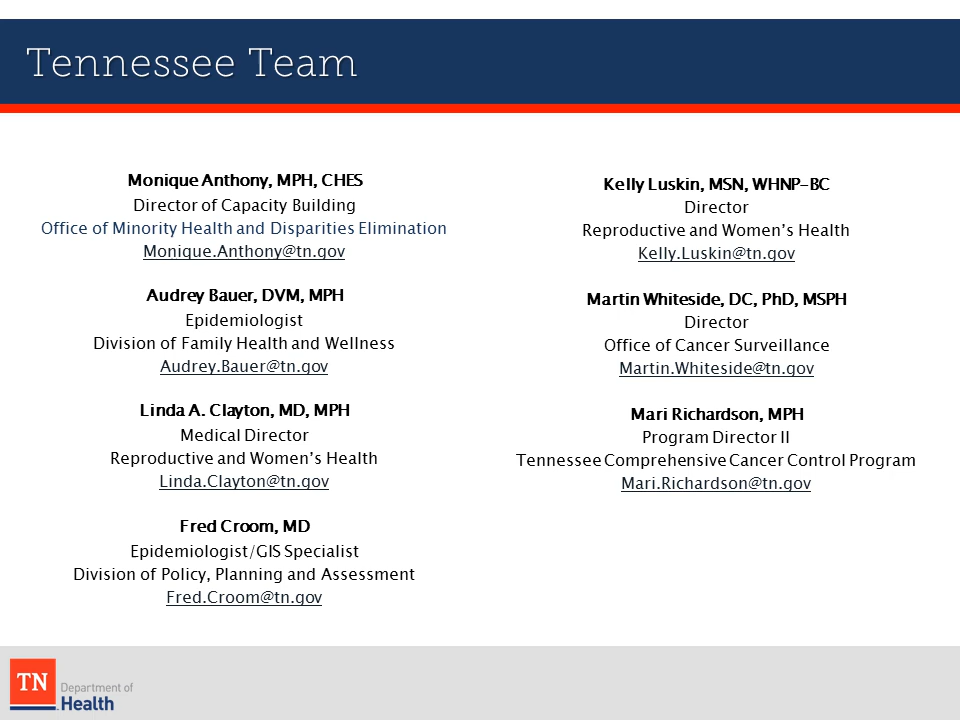 Tennessee Team
Monique Anthony, MPH, CHES
Director of Capacity Building
Office of Minority Health and Disparities Elimination
Monique.Anthony@tn.gov
Audrey Bauer, DVM, MPH
Epidemiologist
Division of Family Health and Wellness
Audrey.Bauer@tn.gov
Linda A. Clayton, MD, MPH
Medical Director
Reproductive and Women's Health
Linda.Clayton@tn.gov
Fred Croom, MD
Epidemiologist/GIS Specialist
Division of Policy, Planning and Assessment
Fred.Croom@tn.gov
Kelly Luskin, MSN, WHNP-BC
Director
Reproductive and Women's Health
Kelly.Luskin@tn.gov
Martin Whiteside, DC, PhD, MSPH
Director
Office of Cancer Surveillance
Martin.Whiteside@tn.gov
Mari Richardson, MPH
Program Director II
Tennessee Comprehensive Cancer Control Program
Mari.Richardson@tn.gov
TN
Department of
Health